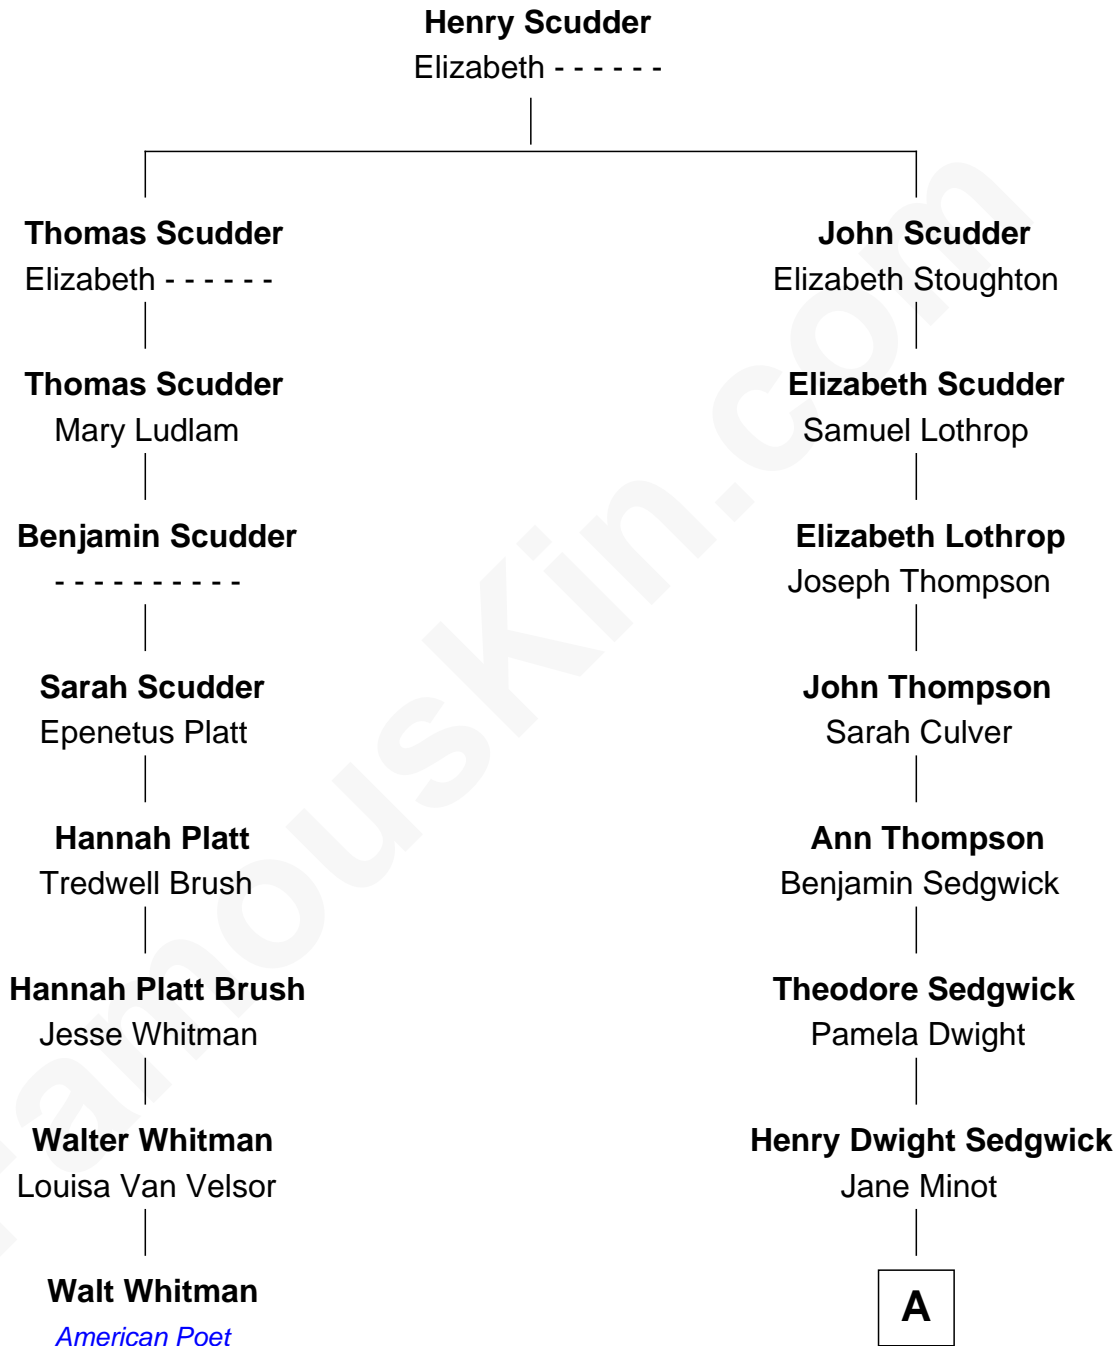 Henry Scudder
Elizabeth - - - - - -
Thomas Scudder
Elizabeth - - - - - -
John Scudder
Elizabeth Stoughton
Thomas Scudder
Mary Ludlam
Elizabeth Scudder
Samuel Lothrop
Benjamin Scudder
- - - - - - - - - -
Elizabeth Lothrop
Joseph Thompson
Sarah Scudder
Epenetus Platt
John Thompson
Sarah Culver
Hannah Platt
Tredwell Brush
Ann Thompson
Benjamin Sedgwick
Hannah Platt Brush
Jesse Whitman
Theodore Sedgwick
Pamela Dwight
Walter Whitman
Louisa Van Velsor
Henry Dwight Sedgwick
Jane Minot
Walt Whitman
American Poet
A
FamousKin.com